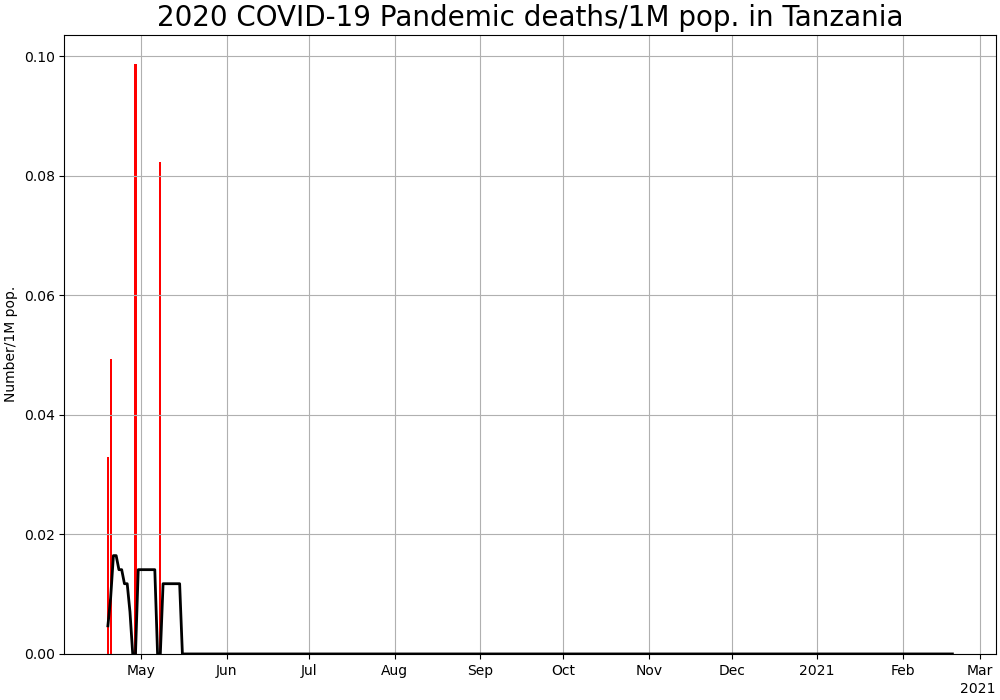 2020 COVID-19 Pandemic deaths/1M pop. in Tanzania
Number/1M pop.
0.10
0.08
0.06
0.04
0.02
0.00
May Jun Jul Aug Sep Oct Nov Dec 2021 Feb Mar
2021